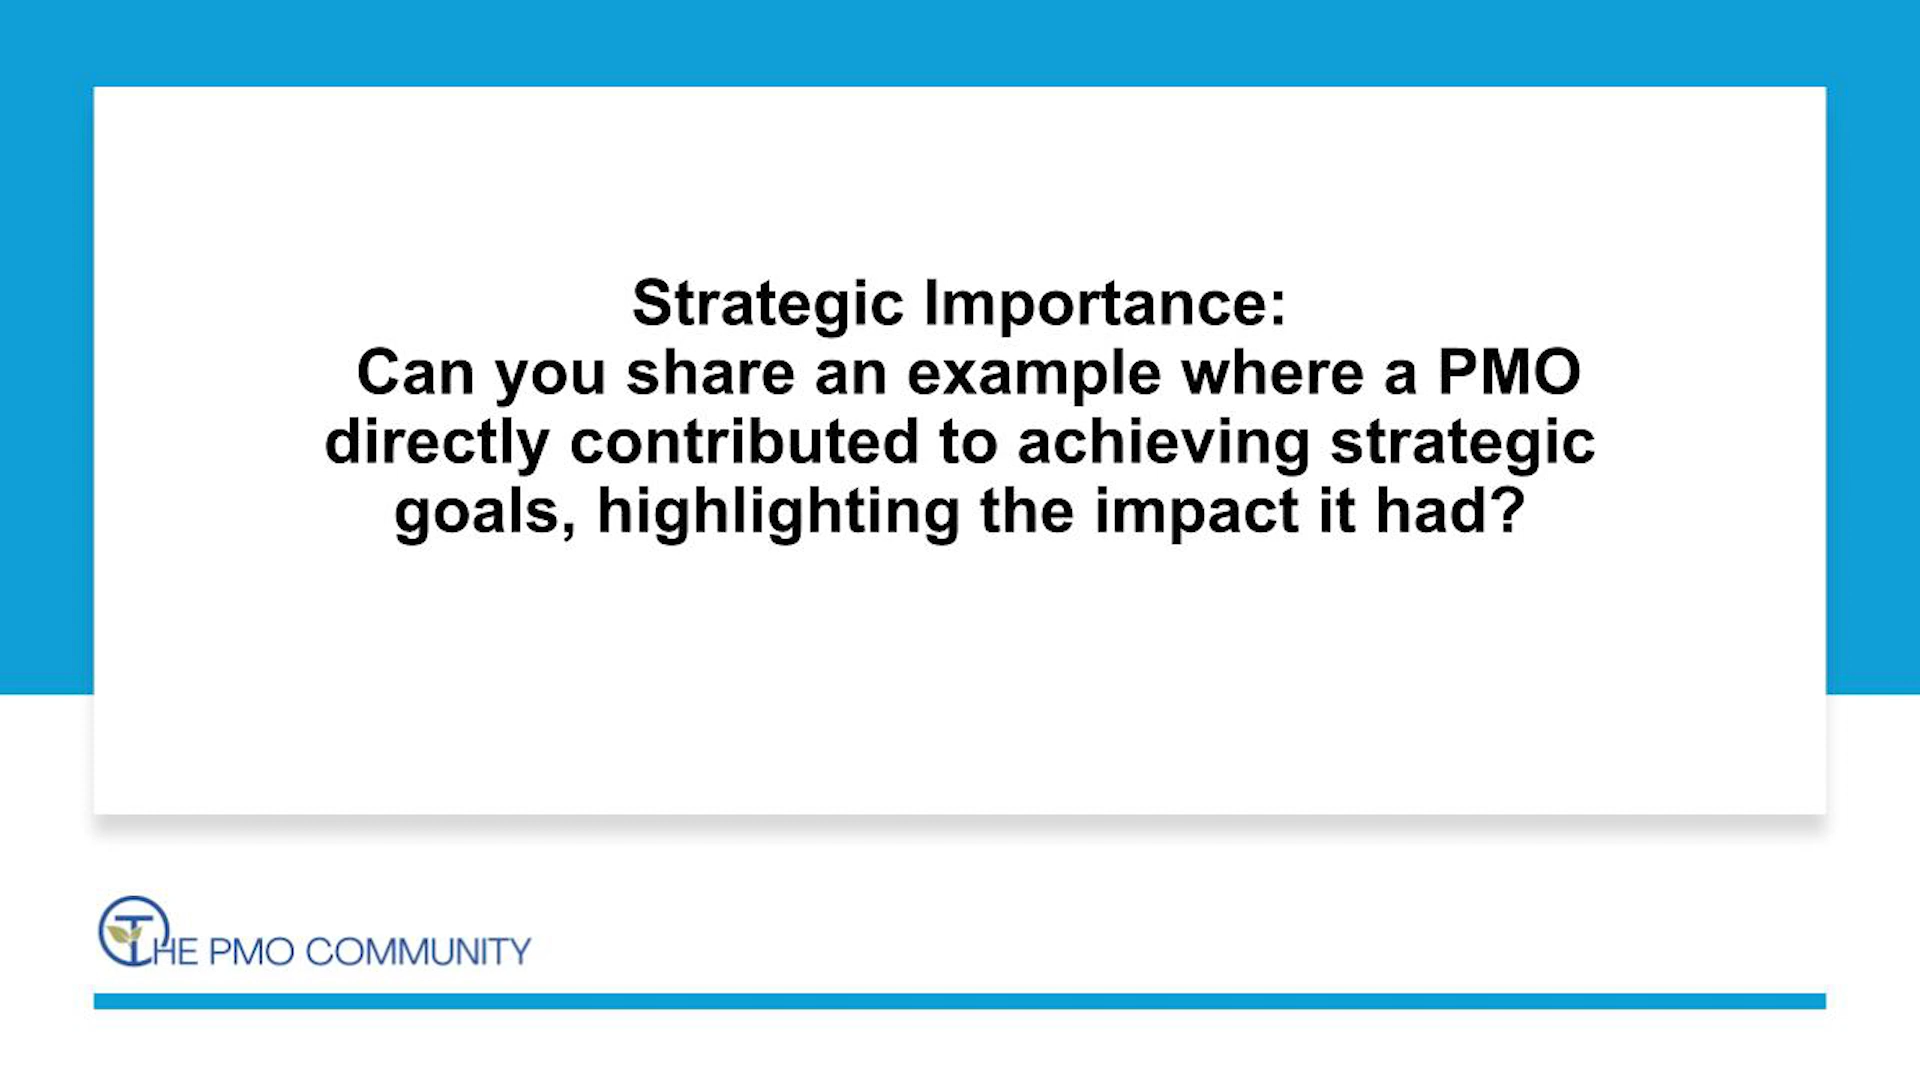 Strategic Importance:
Can you share an example where a PMO
directly contributed to achieving strategic
goals, highlighting the impact it had?
THE PMO COMMUNITY